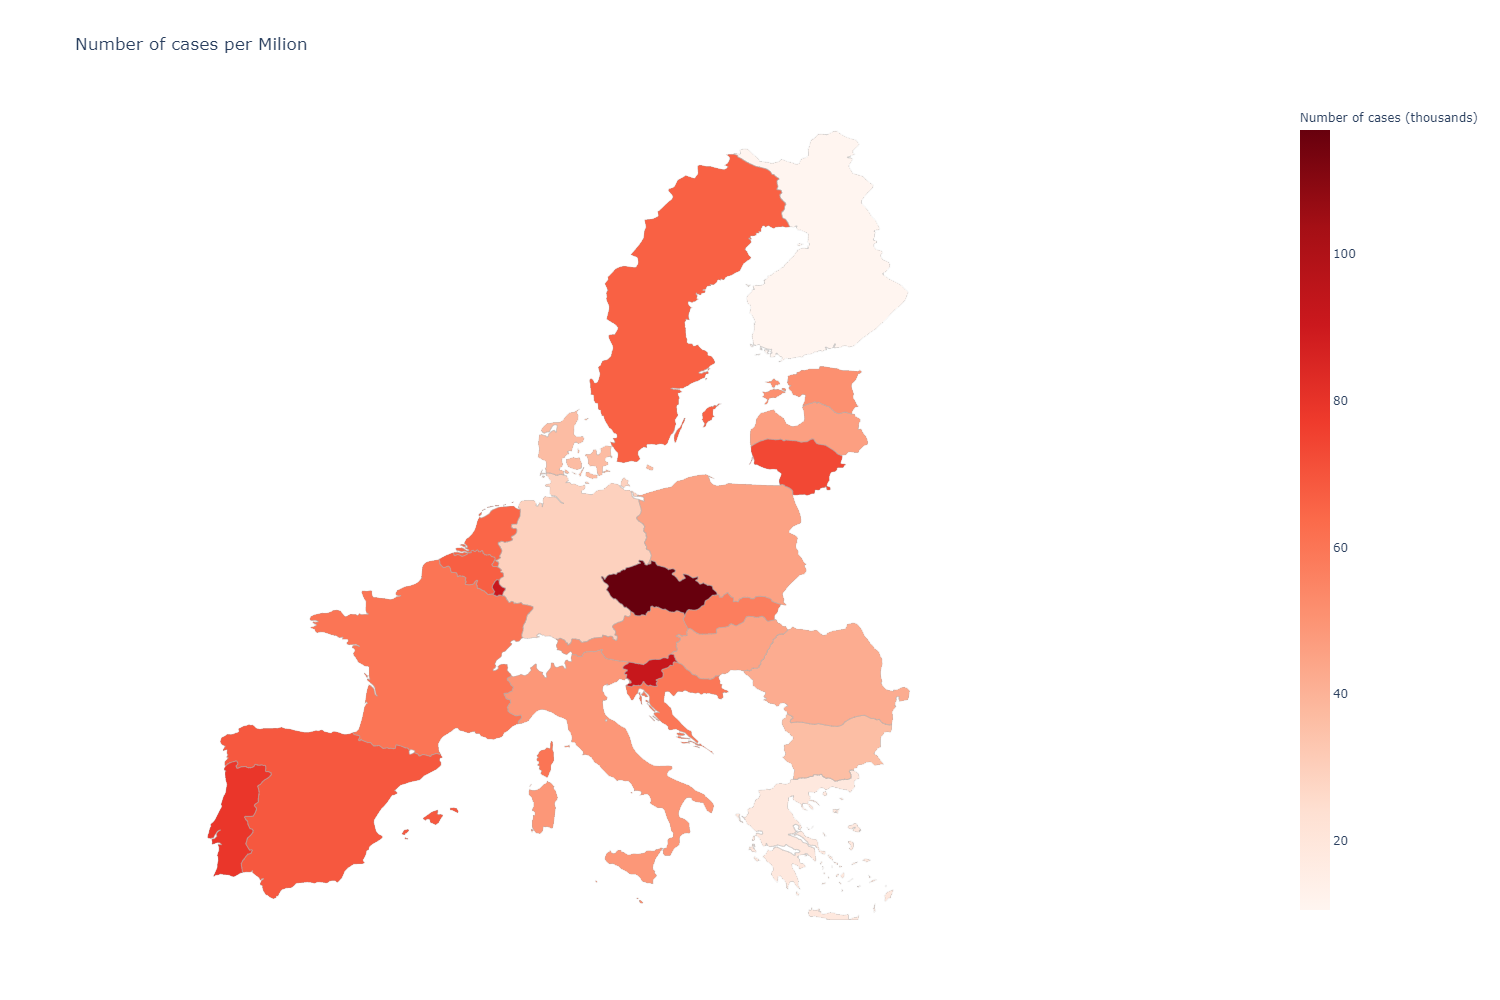 Number of cases per Milion
Number of cases (thousands)
100
80
60
40
20